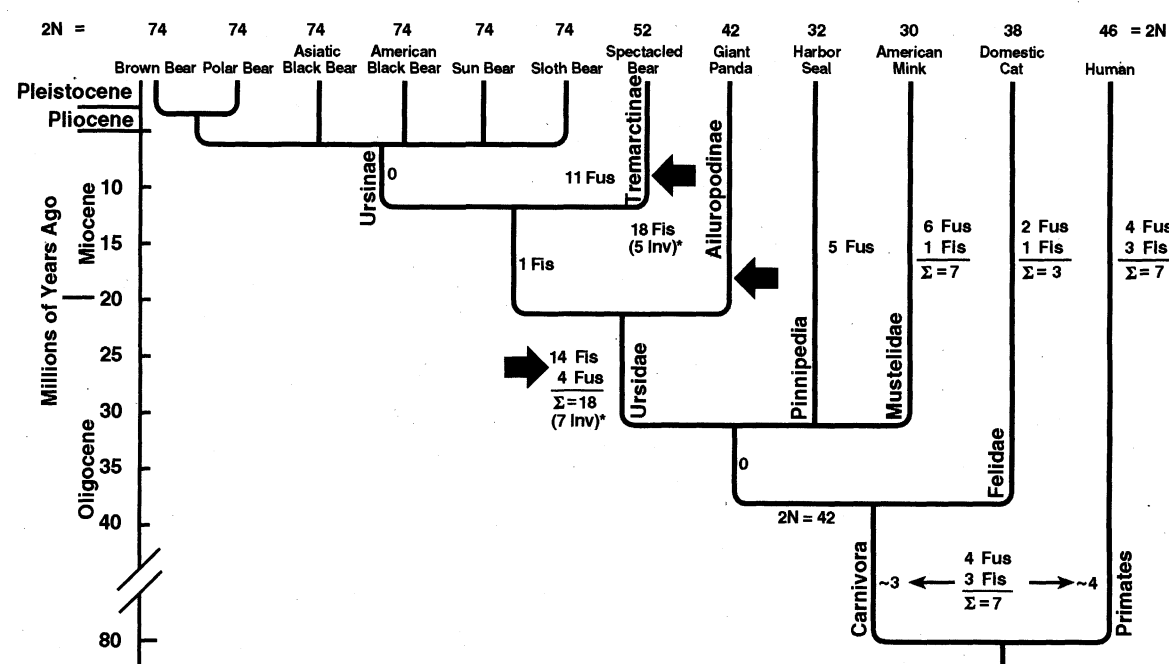 2N = 74 74 74 74 74 74 52 42 32 30 38 46 = 2N
Brown Bear
Polar Bear
Asiatic
Black Bear
American
Black Bear
Sun Bear
Sloth Bear
Spectacled
Bear
Giant
Panda
Harbor
Seal
American
Mink
Domestic
Cat
Human
Pleistocene
Pliocene
Miocene
Oligocene
Millions of Years Ago
10
15
20
25
30
35
40
80
Ursinae
0
11 Fus
Tremarctinae
18 Fis
(5 Inv)*
Ailuropodinae
1 Fis
14 Fis
4 Fus
Σ=18
(7 Inv)*
Ursidae
5 Fus
Pinnipedia
6 Fus
1 Fis
Σ=7
Mustelidae
2 Fus
1 Fis
Σ=3
Felidae
4 Fus
3 Fis
Σ=7
0
2N = 42
Carnivora
~3
4 Fus
3 Fis
Σ=7
~4
Primates